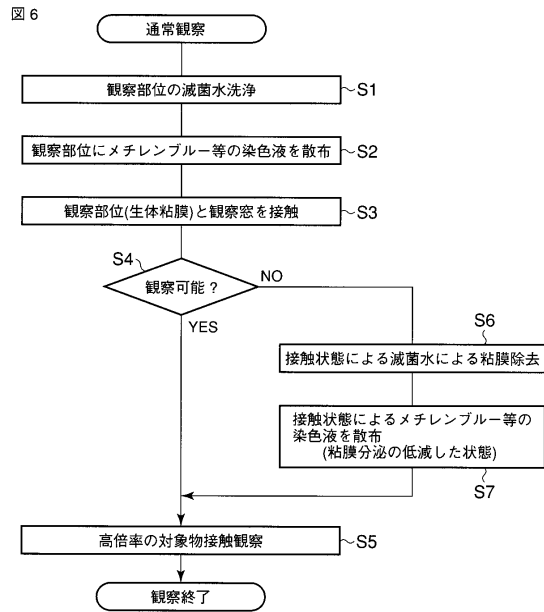 図 6
通常観察
観察部位の滅菌水洗浄
S1
観察部位にメチレンブルー等の染色液を散布
S2
観察部位(生体粘膜)と観察窓を接触
S3
S4
観察可能？
NO
YES
S6
接触状態による滅菌水による粘膜除去
接触状態によるメチレンブルー等の
染色液を散布
(粘膜分泌の低減した状態)
S7
高倍率の対象物接触観察
S5
観察終了